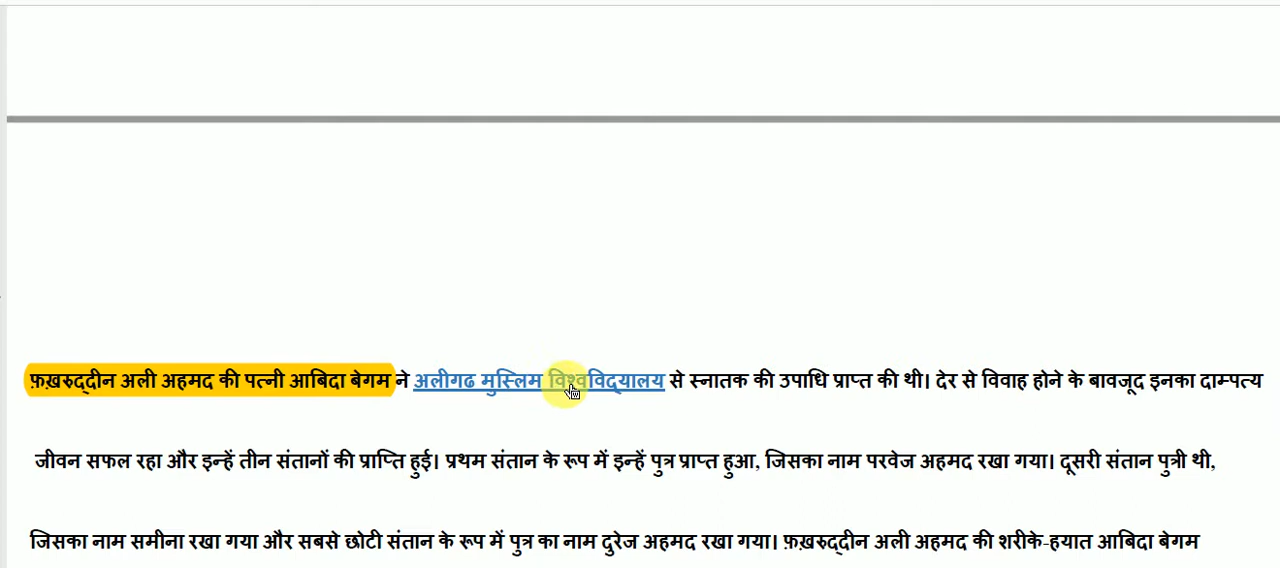 फ़ख़रुद्दीन अली अहमद की पत्नी आबिदा बेगम ने अलीगढ मुस्लिम विश्वविद्यालय से स्नातक की उपाधि प्राप्त की थी। देर से विवाह होने के बावजूद इनका दाम्पत्य
जीवन सफल रहा और इन्हें तीन संतानों की प्राप्ति हुई। प्रथम संतान के रूप में इन्हें पुत्र प्राप्त हुआ, जिसका नाम परवेज अहमद रखा गया। दूसरी संतान पुत्री थी,
जिसका नाम समीना रखा गया और सबसे छोटी संतान के रूप में पुत्र का नाम दुरेज अहमद रखा गया। फ़ख़रुद्दीन अली अहमद की शरीके-हयात आबिदा बेगम